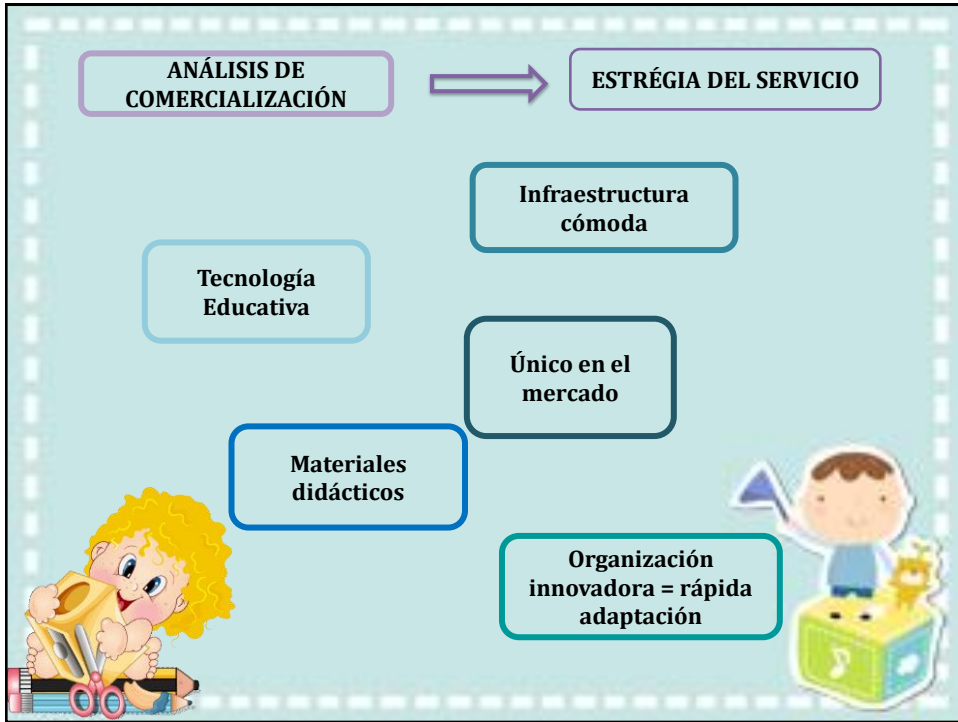 ANÁLISIS DE
COMERCIALIZACIÓN
ESTRÉGIA DEL SERVICIO
Infraestructura
cómoda
Tecnología
Educativa
Único en el
mercado
Materiales
didácticos
Organización
innovadora = rápida
adaptación